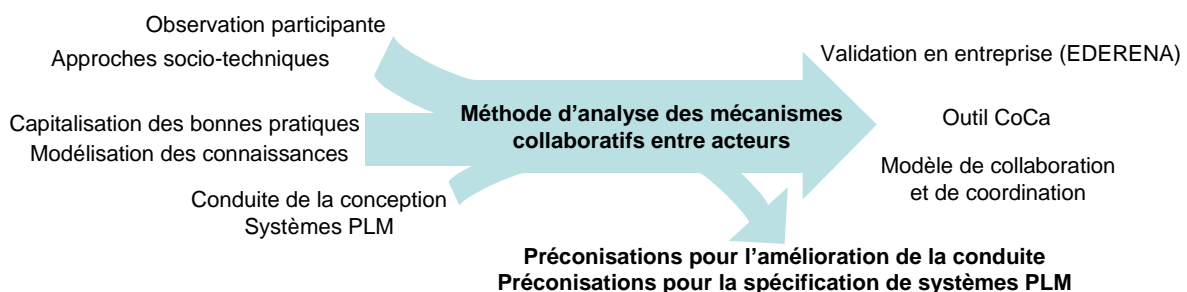 Observation participante
Approches socio-techniques
Capitalisation des bonnes pratiques
Modélisation des connaissances
Conduite de la conception
Systèmes PLM
Méthode d’analyse des mécanismes
collaboratifs entre acteurs
Validation en entreprise (EDERENA)
Outil CoCa
Modèle de collaboration
et de coordination
Préconisations pour l’amélioration de la conduite
Préconisations pour la spécification de systèmes PLM